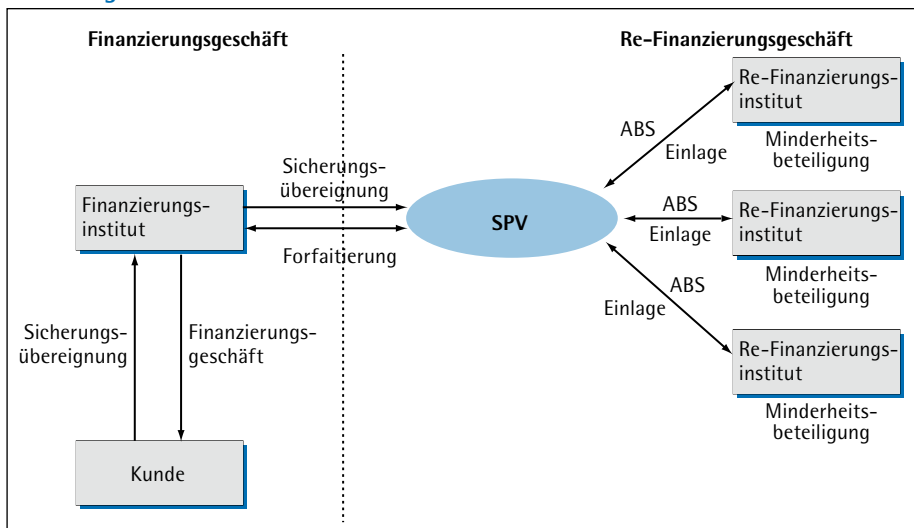 Finanzierungsgeschäft
Re-Finanzierungsgeschäft
Re-Finanzierungs-
institut
Minderheits-
beteiligung
ABS
Einlage
Sicherungs-
übereignung
Finanzierungs-
institut
SPV
ABS
Einlage
Re-Finanzierungs-
institut
Minderheits-
beteiligung
Forfaitierung
ABS
Einlage
Sicherungs-
übereignung
Finanzierungs-
geschäft
Re-Finanzierungs-
institut
Minderheits-
beteiligung
Kunde